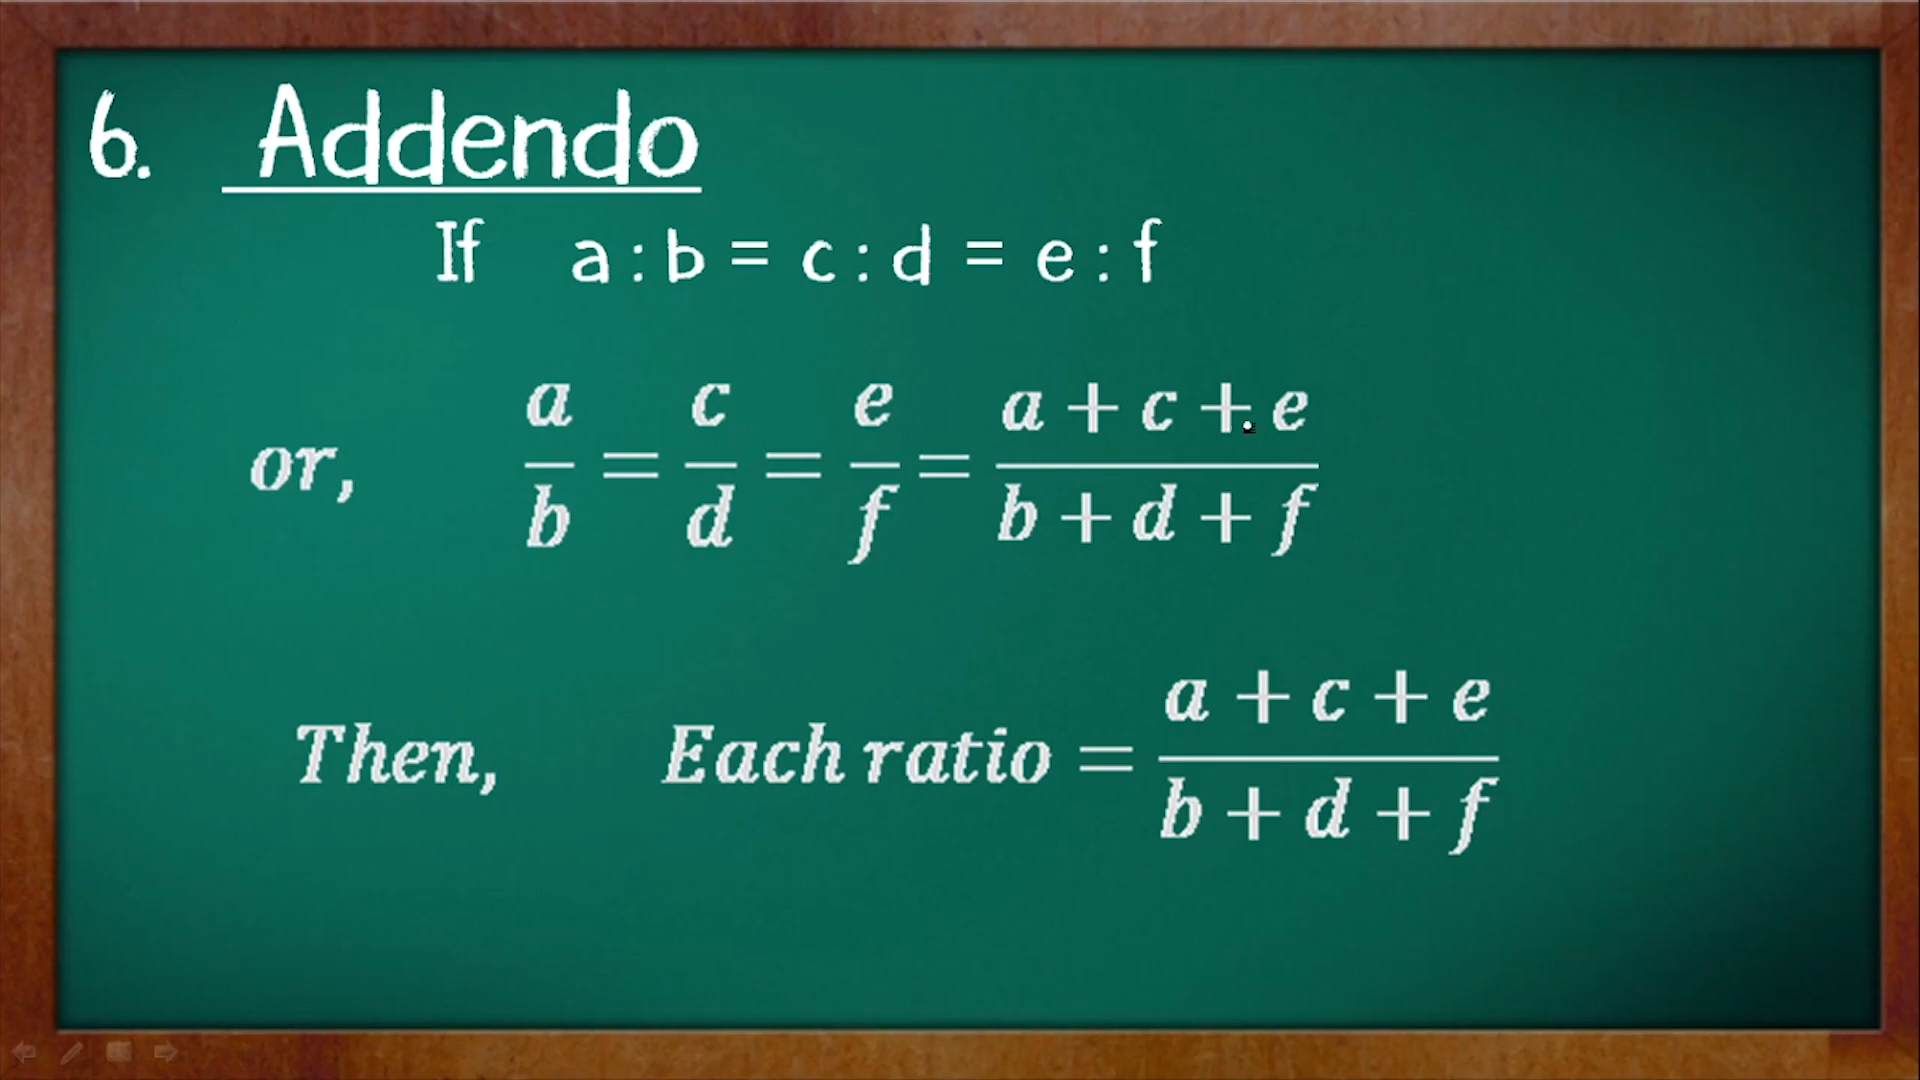 6. Addendo
If a : b = c : d = e : f
or, a/b = c/d = e/f = (a + c + e)/(b + d + f)
Then, Each ratio = (a + c + e)/(b + d + f)